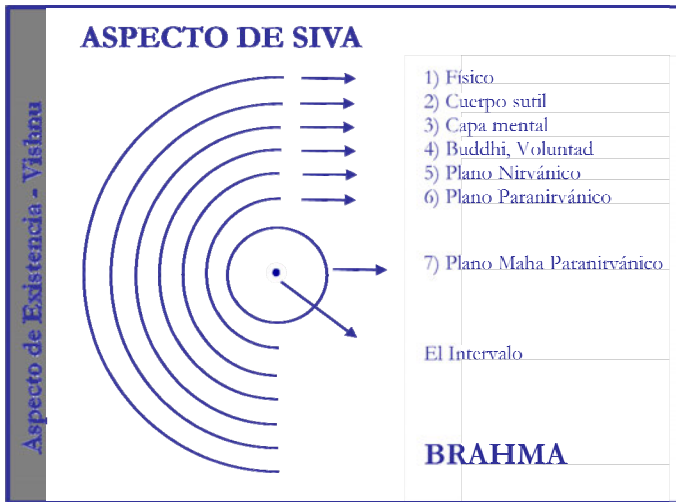 ASPECTO DE SIVA
Aspecto de Existencia - Vishnu
1) Físico
2) Cuerpo sutil
3) Capa mental
4) Buddhi, Voluntad
5) Plano Nirvánico
6) Plano Paranirvánico
7) Plano Maha Paranirvánico
El Intervalo
BRAHMA